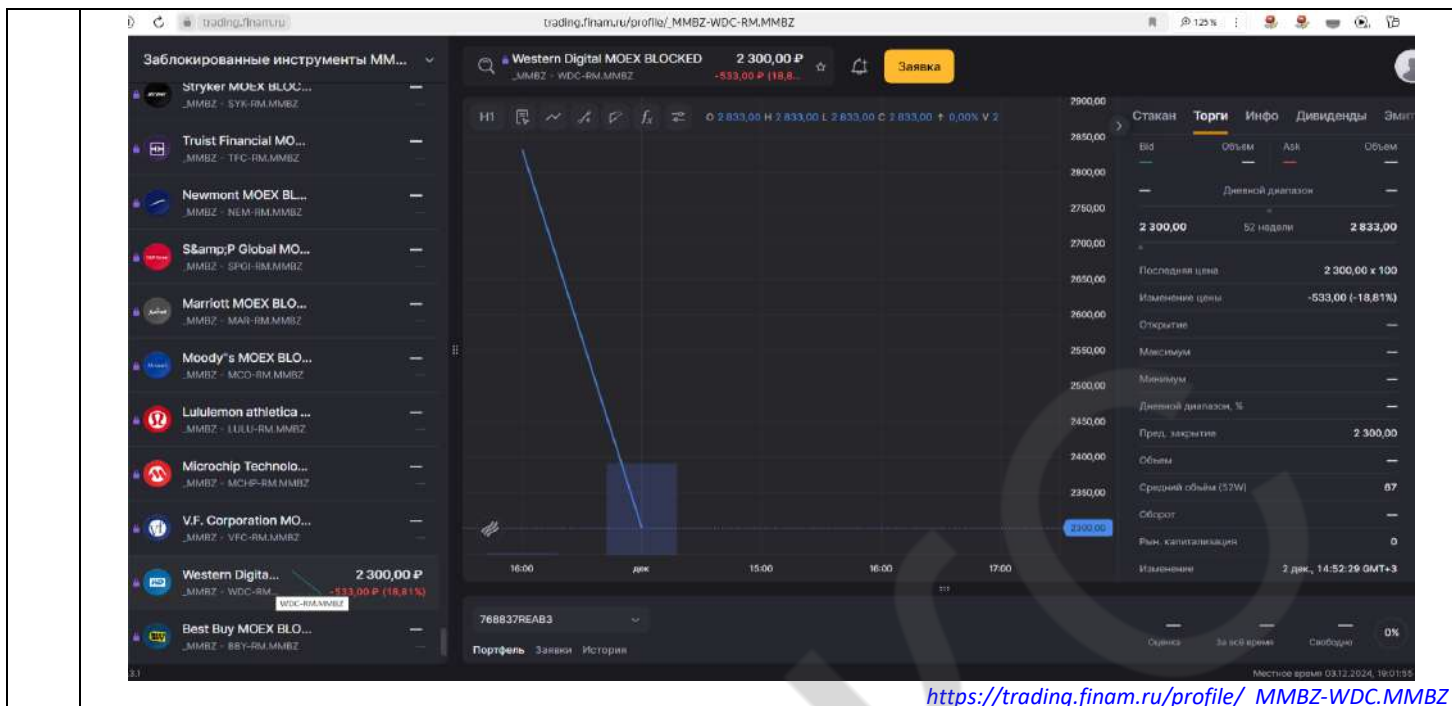 trading.finam.ru
trading.finam.ru/profile/_MMBZ-WDC-RM.MMBZ
125 %
Заблокированные инструменты MM...
Stryker MOEX BLOC...
_MMBZ - SYK-RM.MMBZ
Truist Financial MO...
_MMBZ - TFC-RM.MMBZ
Newmont MOEX BL...
_MMBZ - NEM-RM.MMBZ
S&amp;P Global MO...
_MMBZ - SPGI-RM.MMBZ
Marriott MOEX BLO...
_MMBZ - MAR-RM.MMBZ
Moody"s MOEX BLO...
_MMBZ - MCO-RM.MMBZ
Lululemon athletica ...
_MMBZ - LULU-RM.MMBZ
Microchip Technolo...
_MMBZ - MCHP-RM.MMBZ
V.F. Corporation MO...
_MMBZ - VFC-RM.MMBZ
Western Digita... 2 300,00 ₽
_MMBZ - WDC-RM... -533,00 ₽ (18,81%)
WDC-RM.MMBZ
Best Buy MOEX BLO...
_MMBZ - BBY-RM.MMBZ
Western Digital MOEX BLOCKED 2 300,00 ₽
_MMBZ - WDC-RM.MMBZ -533,00 ₽ (18,8...
Заявка
H1 fx O 2 833,00 H 2 833,00 L 2 833,00 C 2 833,00 ↑ 0,00% V 2
2900,00
2850,00
2800,00
2750,00
2700,00
2650,00
2600,00
2550,00
2500,00
2450,00
2400,00
2350,00
2300,00
16:00 дек 15:00 16:00 17:00
Стакан Торги Инфо Дивиденды Эмит
Bid Объем Ask Объем
— — — —
— Дневной диапазон —
2 300,00 52 недели 2 833,00
Последняя цена 2 300,00 x 100
Изменение цены -533,00 (-18,81%)
Открытие —
Максимум —
Минимум —
Дневной диапазон, % —
Пред. закрытие 2 300,00
Объем —
Средний объём (52W) 67
Оборот —
Рын. капитализация 0
Изменение 2 дек., 14:52:29 GMT+3
768837REAB3
Портфель Заявки История
Оценка За всё время Свободно 0%
3.1
Местное время 03.12.2024, 19:01:55
https://trading.finam.ru/profile/_MMBZ-WDC.MMBZ